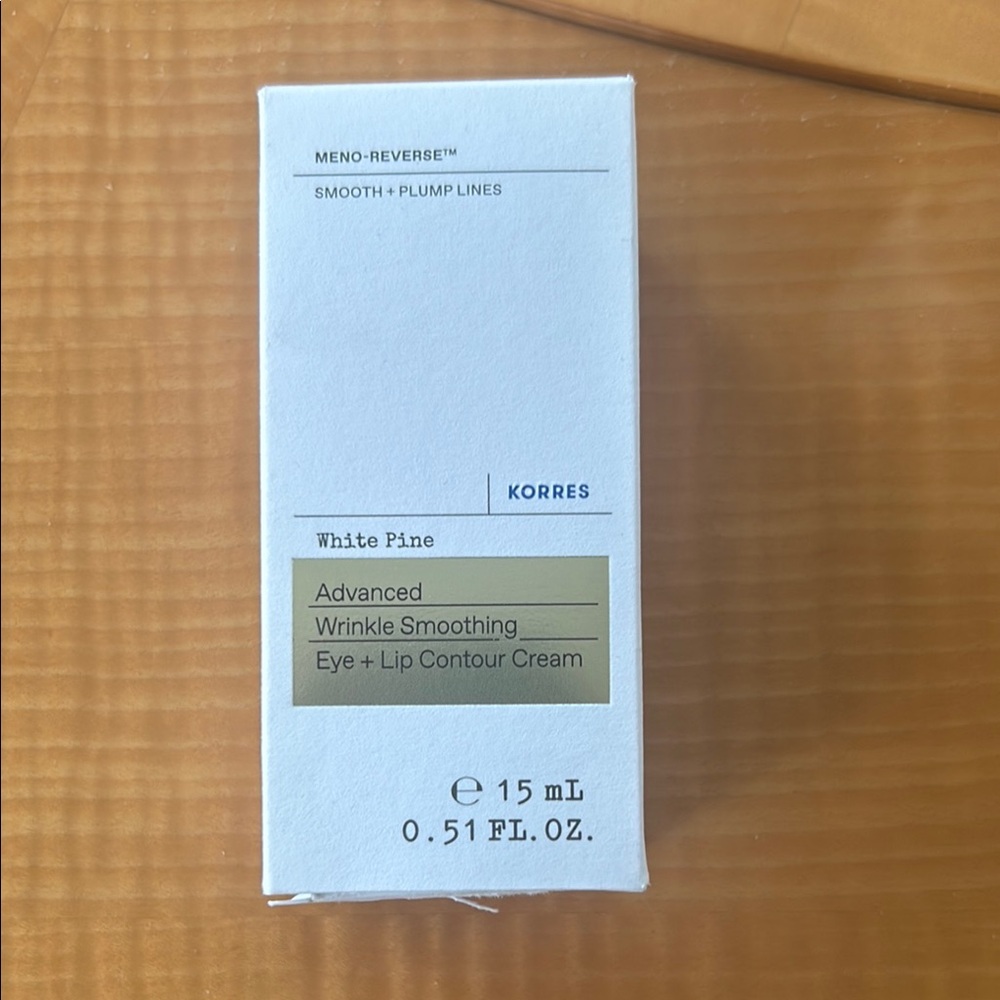 MENO-REVERSE™
SMOOTH + PLUMP LINES
KORRES
White Pine
Advanced
Wrinkle Smoothing
Eye + Lip Contour Cream
℮ 15 mL
0.51 FL.OZ.